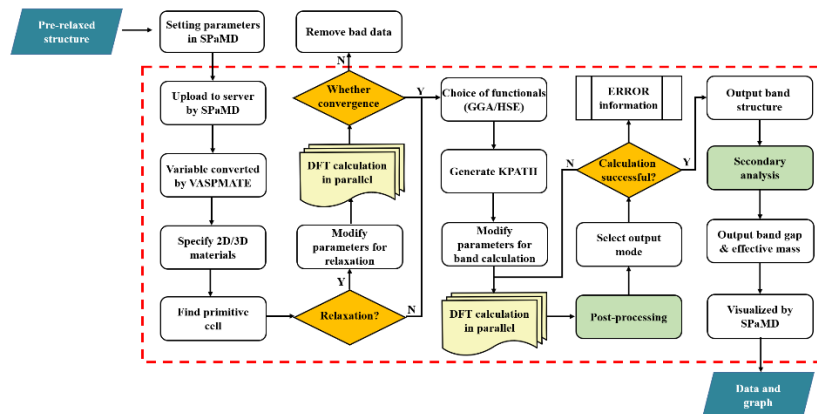 Pre-relaxed
structure
Setting parameters
in SPaMD
Upload to server
by SPaMD
Variable converted
by VASPMATE
Specify 2D/3D
materials
Find primitive
cell
Remove bad data
N
Whether
convergence
Y
DFT calculation
in parallel
Modify
parameters for
relaxation
Y
Relaxation?
N
Choice of functionals
(GGA/HSE)
Generate KPATH
Modify
parameters for
band calculation
DFT calculation
in parallel
ERROR
information
N
Calculation
successful?
Y
Select output
mode
Post-processing
Output band
structure
Secondary
analysis
Output band gap
& effective mass
Visualized by
SPaMD
Data and
graph